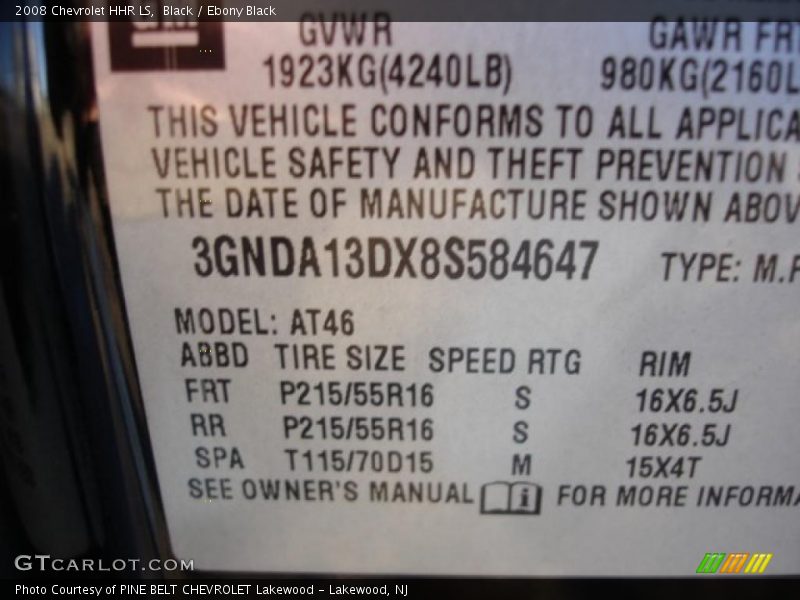 2008 Chevrolet HHR LS, Black / Ebony Black
GVWR GAWR FRT
1923KG(4240LB) 980KG(2160L
THIS VEHICLE CONFORMS TO ALL APPLICA
VEHICLE SAFETY AND THEFT PREVENTION
THE DATE OF MANUFACTURE SHOWN ABOV
3GNDA13DX8S584647 TYPE: M.P
MODEL: AT46
ABBD TIRE SIZE SPEED RTG RIM
FRT P215/55R16 S 16X6.5J
RR P215/55R16 S 16X6.5J
SPA T115/70D15 M 15X4T
SEE OWNER'S MANUAL i FOR MORE INFORMA
GTCARLOT.COM
Photo Courtesy of PINE BELT CHEVROLET Lakewood - Lakewood, NJ